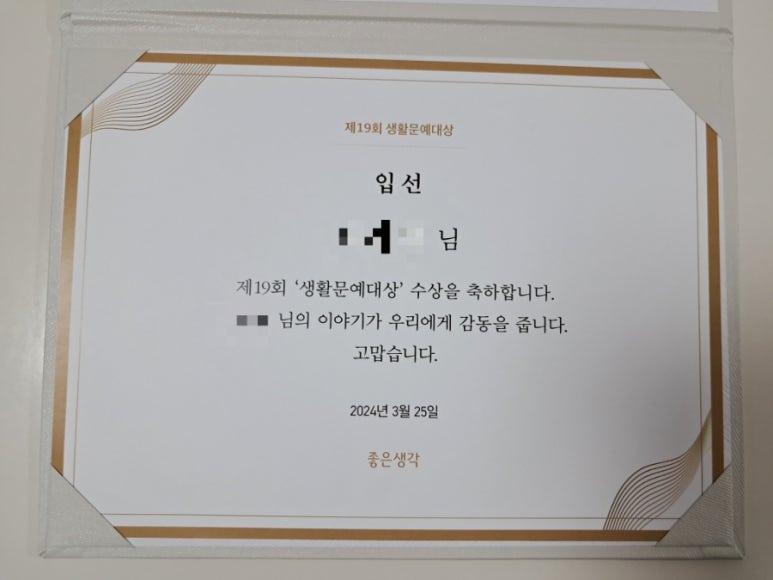 제19회 생활문예대상
입선
님
제19회 ‘생활문예대상’ 수상을 축하합니다.
님의 이야기가 우리에게 감동을 줍니다.
고맙습니다.
2024년 3월 25일
좋은생각